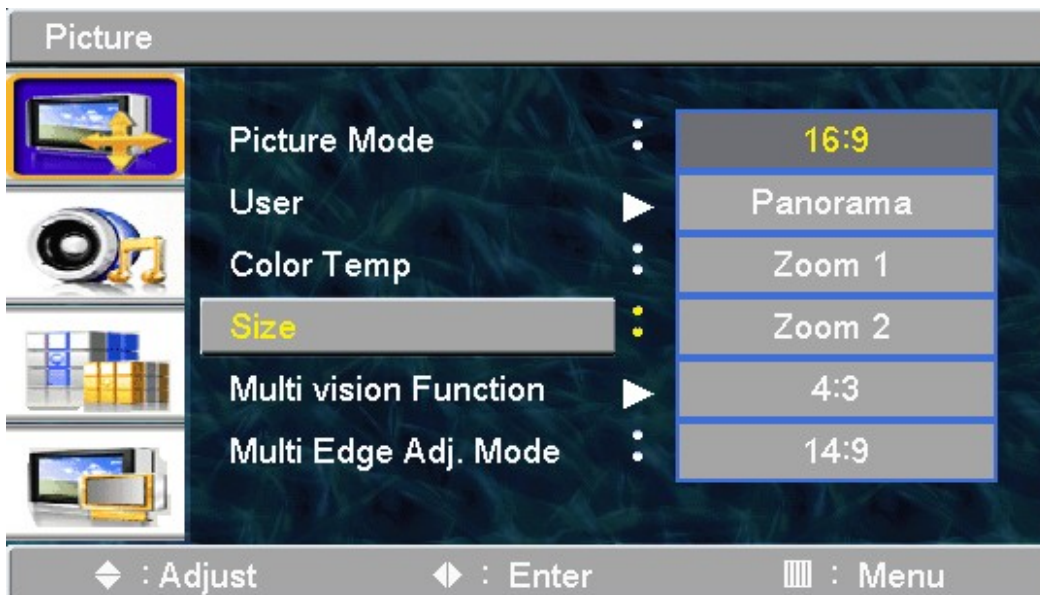 Picture
Picture Mode : 16:9
User ▶ Panorama
Color Temp : Zoom 1
Size : Zoom 2
Multi vision Function ▶ 4:3
Multi Edge Adj. Mode : 14:9
: Adjust : Enter : Menu